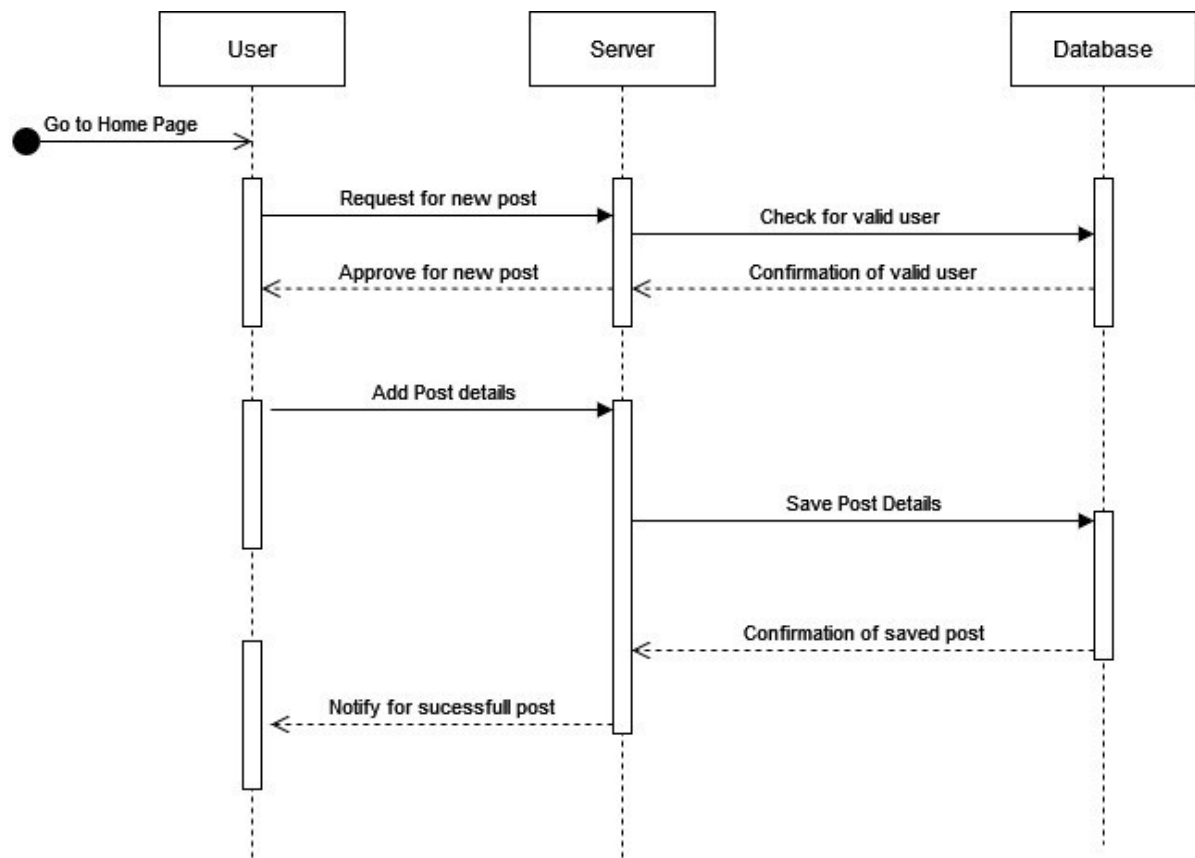 User
Server
Database
Go to Home Page
Request for new post
Check for valid user
Approve for new post
Confirmation of valid user
Add Post details
Save Post Details
Confirmation of saved post
Notify for sucessfull post